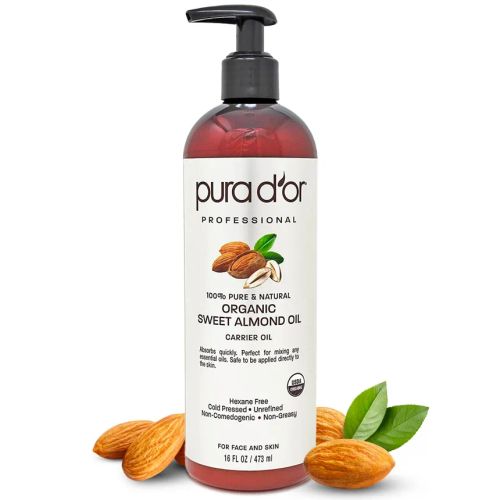 pura d'or
PROFESSIONAL
100% PURE & NATURAL
ORGANIC
SWEET ALMOND OIL
CARRIER OIL
Absorbs quickly. Perfect for mixing any
essential oils. Safe to be applied directly to
the skin.
USDA
ORGANIC
Hexane Free
Cold Pressed • Unrefined
Non-Comedogenic • Non-Greasy
FOR FACE AND SKIN
16 FL OZ / 473 ml